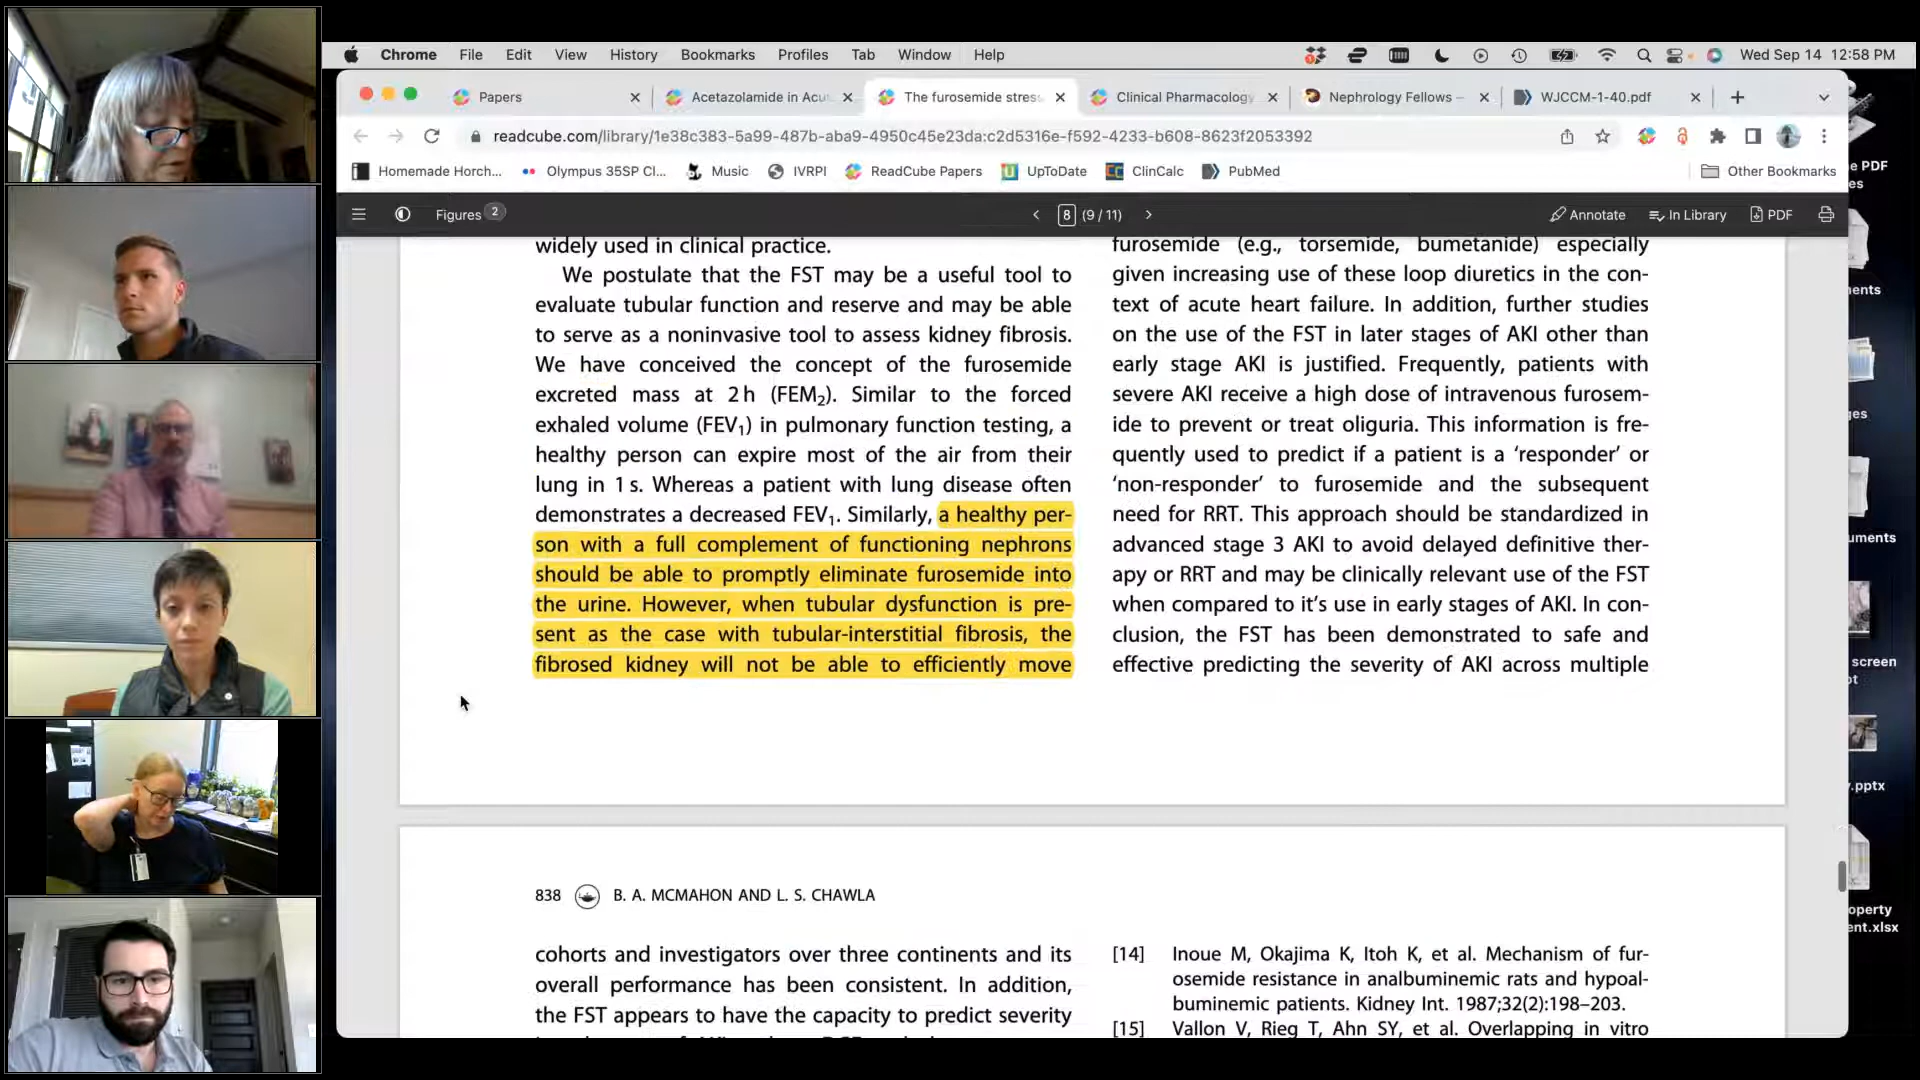 Chrome File Edit View History Bookmarks Profiles Tab Window Help Wed Sep 14 12:58 PM
Papers Acetazolamide in Acu The furosemide stres Clinical Pharmacology Nephrology Fellows – WJCCM-1-40.pdf
readcube.com/library/1e38c383-5a99-487b-aba9-4950c45e23da:c2d5316e-f592-4233-b608-8623f2053392
Homemade Horch... Olympus 35SP Cl... Music IVRPI ReadCube Papers UpToDate ClinCalc PubMed Other Bookmarks
Figures 2 8 (9 / 11) Annotate In Library PDF
widely used in clinical practice.
We postulate that the FST may be a useful tool to
evaluate tubular function and reserve and may be able
to serve as a noninvasive tool to assess kidney fibrosis.
We have conceived the concept of the furosemide
excreted mass at 2 h (FEM₂). Similar to the forced
exhaled volume (FEV₁) in pulmonary function testing, a
healthy person can expire most of the air from their
lung in 1 s. Whereas a patient with lung disease often
demonstrates a decreased FEV₁. Similarly, a healthy per-
son with a full complement of functioning nephrons
should be able to promptly eliminate furosemide into
the urine. However, when tubular dysfunction is pre-
sent as the case with tubular-interstitial fibrosis, the
fibrosed kidney will not be able to efficiently move
furosemide (e.g., torsemide, bumetanide) especially
given increasing use of these loop diuretics in the con-
text of acute heart failure. In addition, further studies
on the use of the FST in later stages of AKI other than
early stage AKI is justified. Frequently, patients with
severe AKI receive a high dose of intravenous furosem-
ide to prevent or treat oliguria. This information is fre-
quently used to predict if a patient is a ‘responder’ or
‘non-responder’ to furosemide and the subsequent
need for RRT. This approach should be standardized in
advanced stage 3 AKI to avoid delayed definitive ther-
apy or RRT and may be clinically relevant use of the FST
when compared to it’s use in early stages of AKI. In con-
clusion, the FST has been demonstrated to safe and
effective predicting the severity of AKI across multiple
838 B. A. MCMAHON AND L. S. CHAWLA
cohorts and investigators over three continents and its
overall performance has been consistent. In addition,
the FST appears to have the capacity to predict severity
[14] Inoue M, Okajima K, Itoh K, et al. Mechanism of fur-
osemide resistance in analbuminemic rats and hypoal-
buminemic patients. Kidney Int. 1987;32(2):198–203.
[15] Vallon V, Rieg T, Ahn SY, et al. Overlapping in vitro
PDF
.pptx